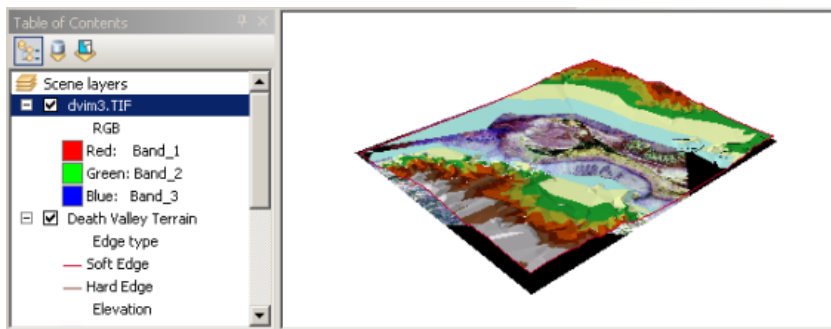 Table of Contents
Scene layers
dvim3.TIF
RGB
Red: Band_1
Green: Band_2
Blue: Band_3
Death Valley Terrain
Edge type
Soft Edge
Hard Edge
Elevation